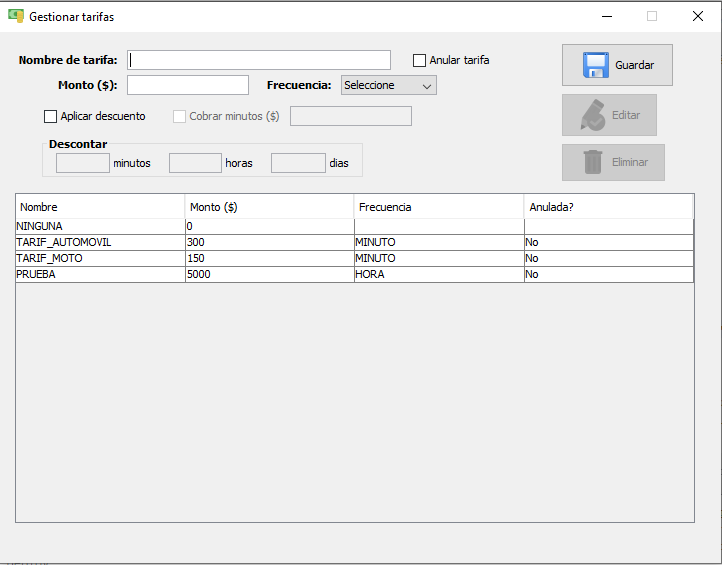 Gestionar tarifas
Nombre de tarifa: Anular tarifa Guardar
Monto ($): Frecuencia: Seleccione
Aplicar descuento Cobrar minutos ($) Editar
Descontar
minutos horas dias Eliminar
Nombre Monto ($) Frecuencia Anulada?
NINGUNA 0
TARIF_AUTOMOVIL 300 MINUTO No
TARIF_MOTO 150 MINUTO No
PRUEBA 5000 HORA No